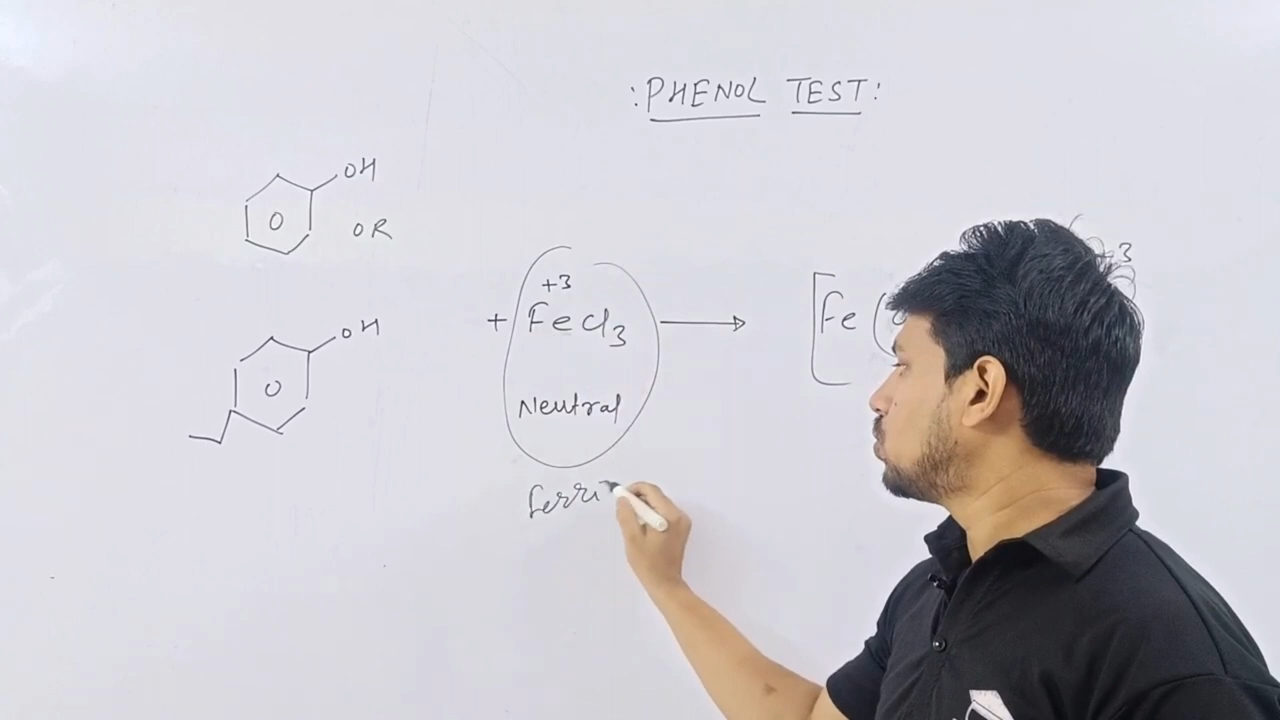 : PHENOL TEST :
OH
OR
OH
+3
+ FeCl3 → [Fe (
3
Neutral
ferri